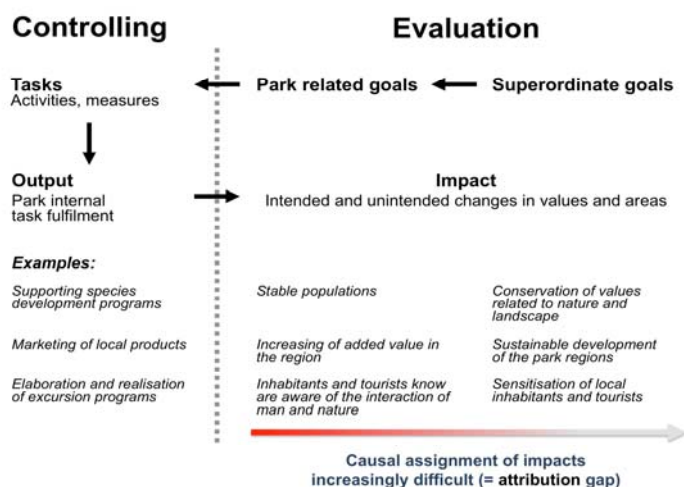 Controlling
Evaluation
Tasks
Activities, measures
Park related goals
Superordinate goals
Output
Park internal
task fulfilment
Impact
Intended and unintended changes in values and areas
Examples:
Supporting species
development programs
Stable populations
Conservation of values
related to nature and
landscape
Marketing of local products
Increasing of added value in
the region
Sustainable development
of the park regions
Elaboration and realisation
of excursion programs
Inhabitants and tourists know
are aware of the interaction of
man and nature
Sensitisation of local
inhabitants and tourists
Causal assignment of impacts
increasingly difficult (= attribution gap)